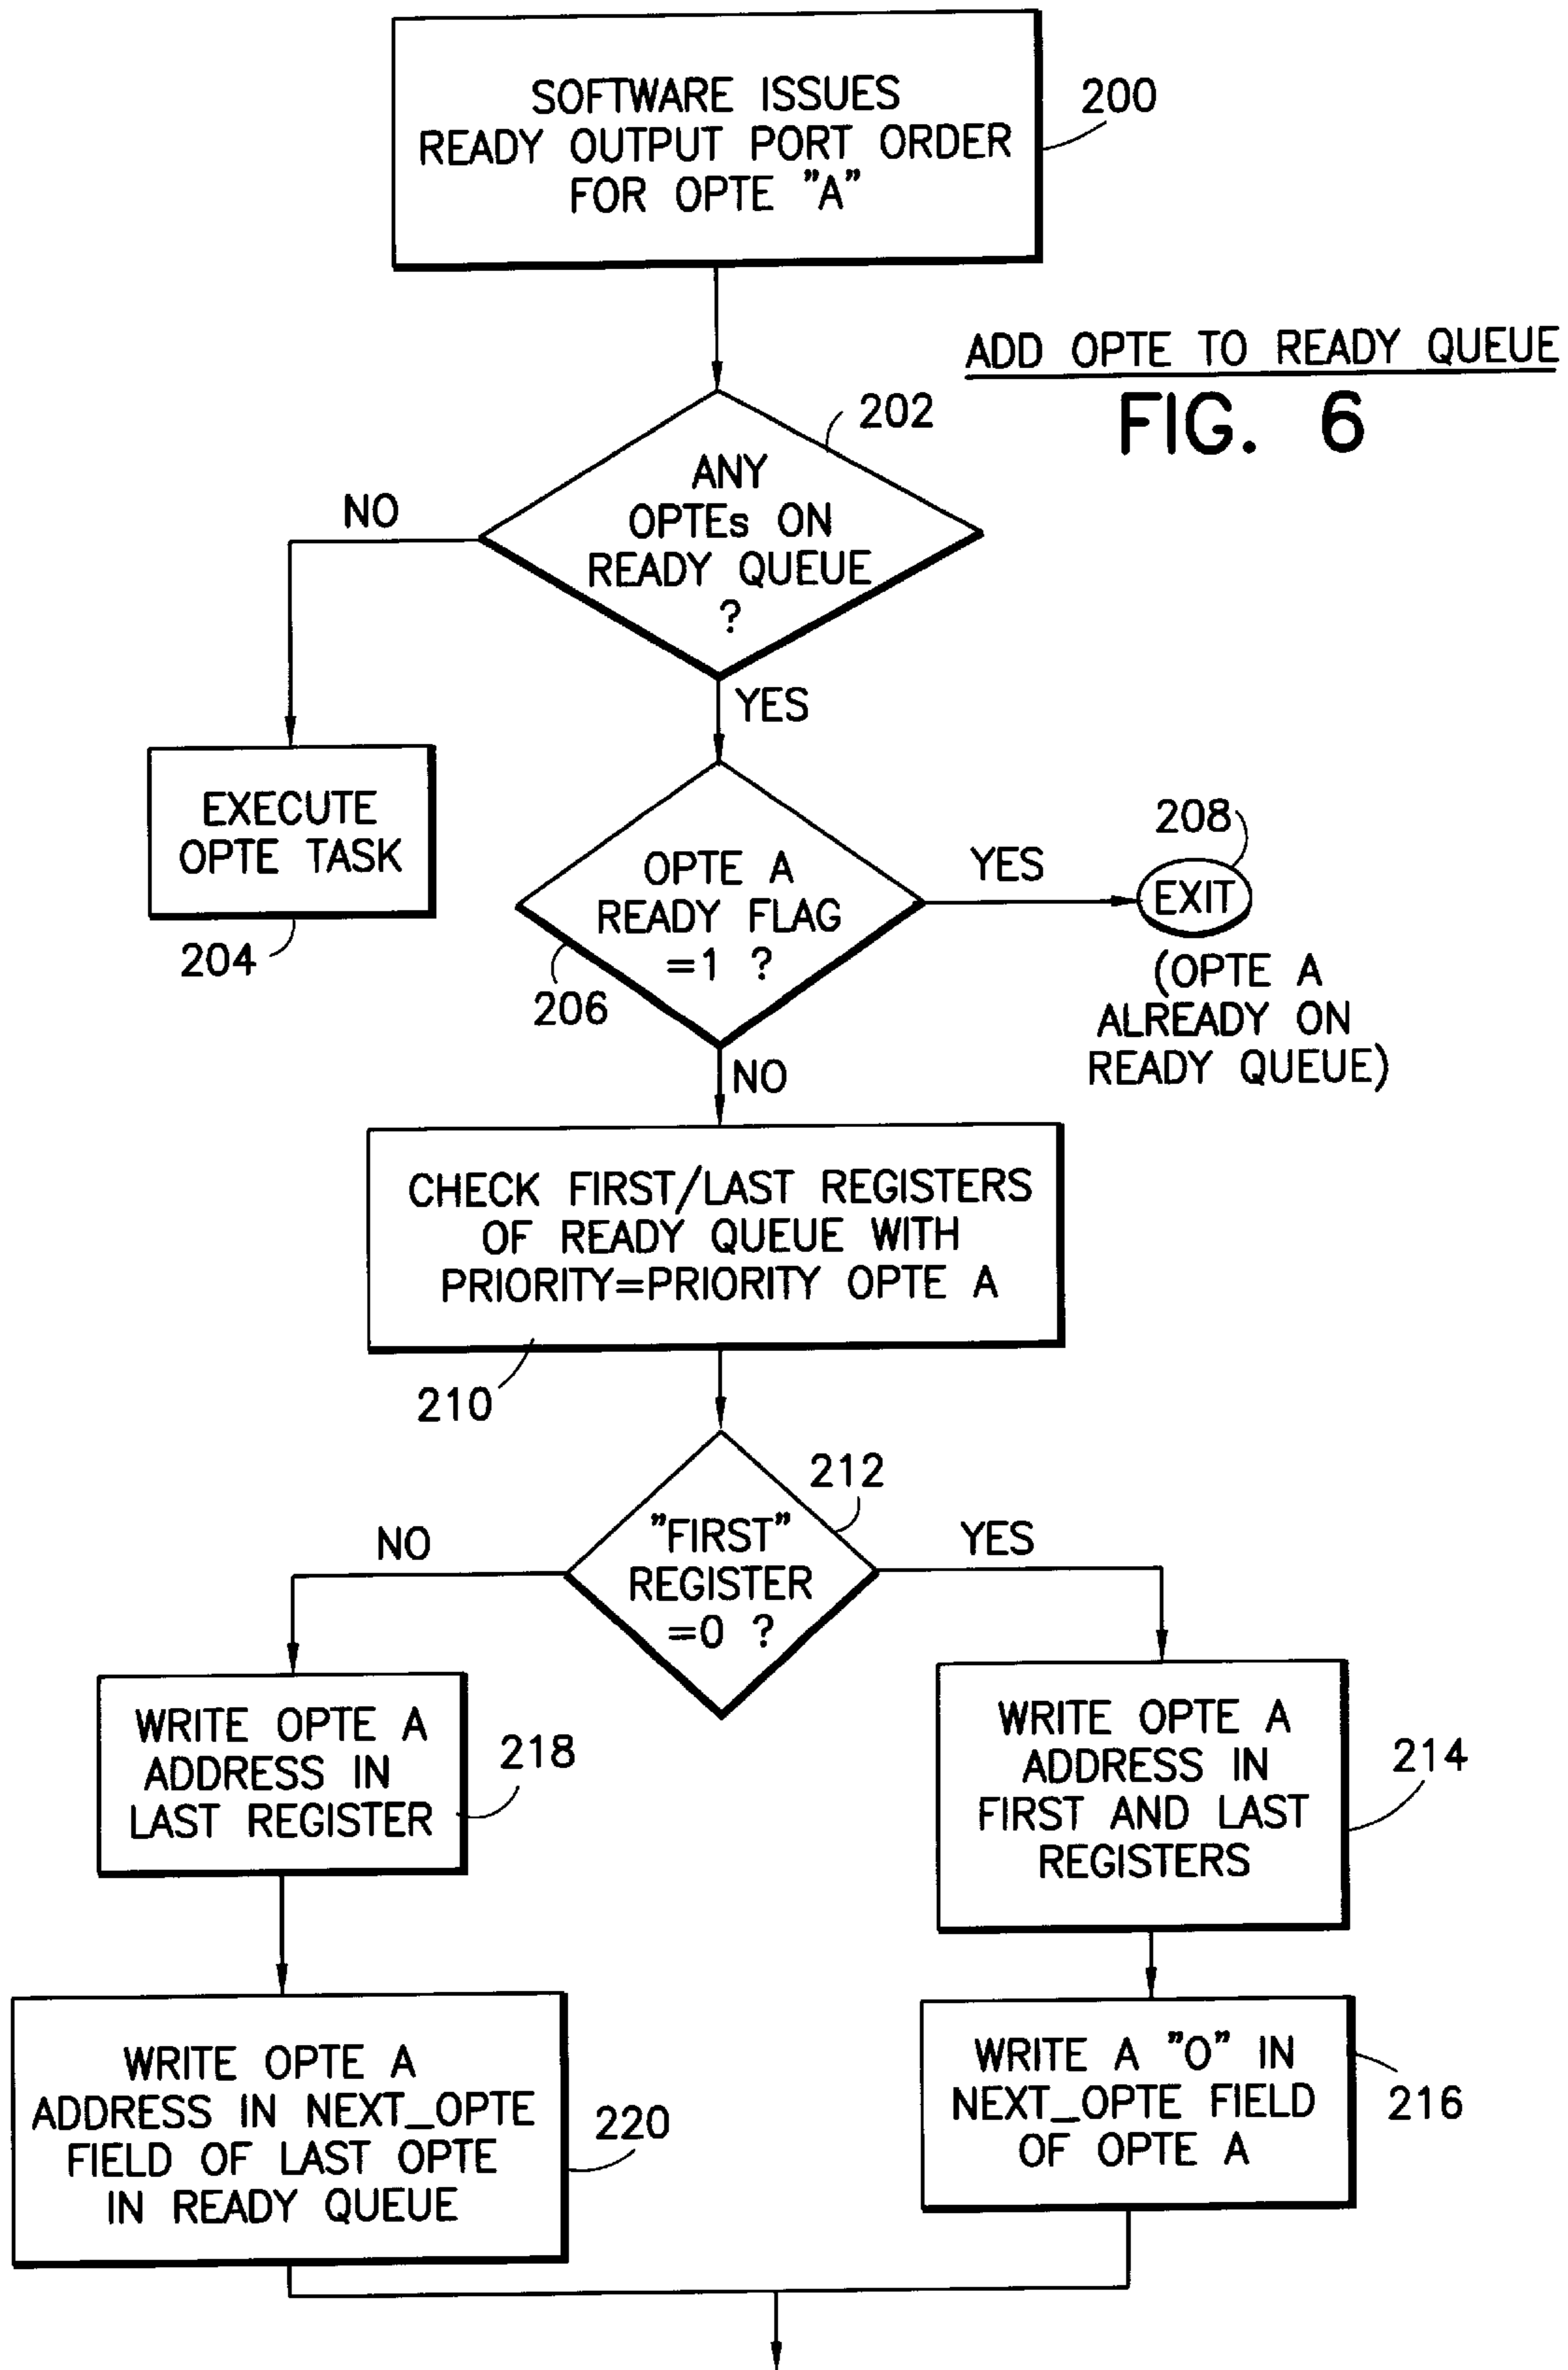 SOFTWARE ISSUES
READY OUTPUT PORT ORDER
FOR OPTE "A"
200
ADD OPTE TO READY QUEUE
FIG. 6
202
ANY
OPTEs ON
READY QUEUE
?
NO
YES
EXECUTE
OPTE TASK
204
OPTE A
READY FLAG
=1 ?
206
YES
208
EXIT
(OPTE A
ALREADY ON
READY QUEUE)
NO
CHECK FIRST/LAST REGISTERS
OF READY QUEUE WITH
PRIORITY=PRIORITY OPTE A
210
212
"FIRST"
REGISTER
=0 ?
NO
YES
WRITE OPTE A
ADDRESS IN
LAST REGISTER
218
WRITE OPTE A
ADDRESS IN
FIRST AND LAST
REGISTERS
214
WRITE OPTE A
ADDRESS IN NEXT_OPTE
FIELD OF LAST OPTE
IN READY QUEUE
220
WRITE A "0" IN
NEXT_OPTE FIELD
OF OPTE A
216